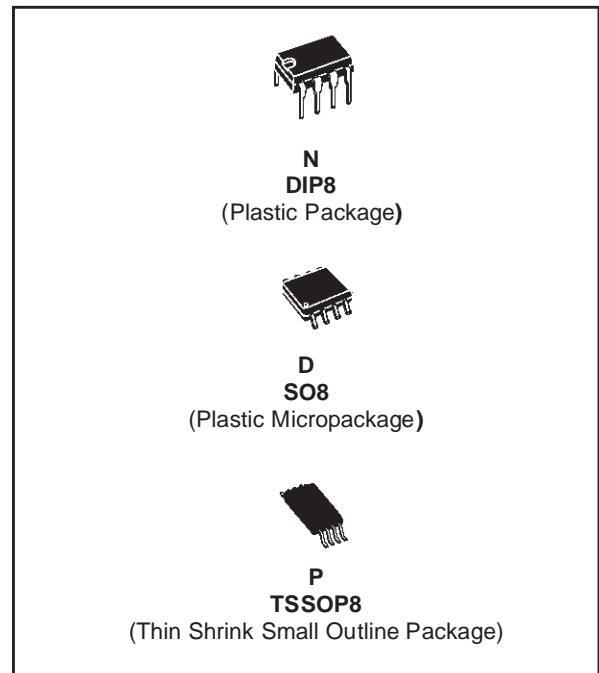 N
DIP8
(Plastic Package)
D
SO8
(Plastic Micropackage)
P
TSSOP8
(Thin Shrink Small Outline Package)